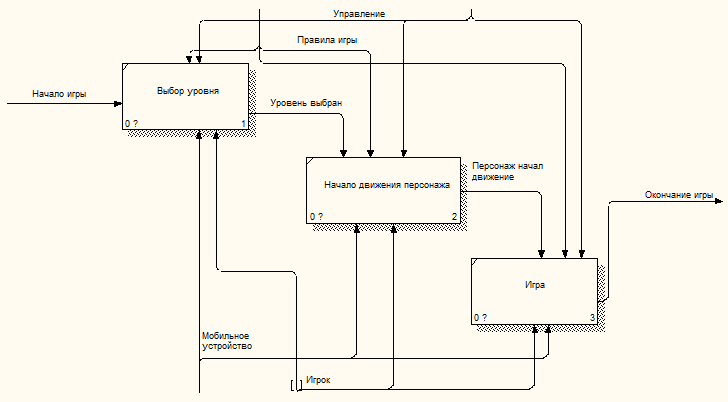 Управление
Правила игры
Начало игры
Выбор уровня
0 ?
1
Уровень выбран
Начало движения персонажа
0 ?
2
Персонаж начал
движение
Окончание игры
Игра
0 ?
3
Мобильное
устройство
Игрок